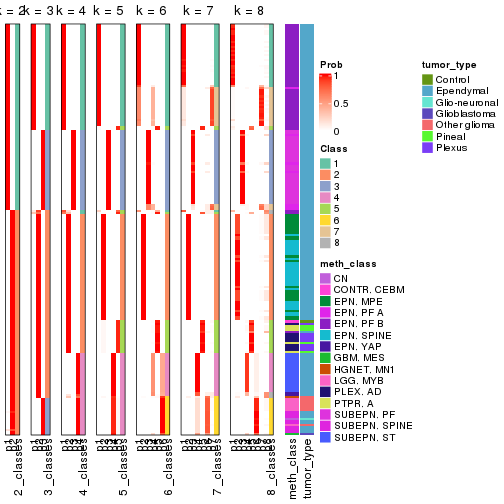 k = 2 k = 3 k = 4 k = 5 k = 6 k = 7 k = 8
Prob
1
0.5
0
Class
1
2
3
4
5
6
7
8
meth_class
CN
CONTR. CEBM
EPN. MPE
EPN. PF A
EPN. PF B
EPN. SPINE
EPN. YAP
GBM. MES
HGNET. MN1
LGG. MYB
PLEX. AD
PTPR. A
SUBEPN. PF
SUBEPN. SPINE
SUBEPN. ST
tumor_type
Control
Ependymal
Glio-neuronal
Glioblastoma
Other glioma
Pineal
Plexus
2_classes
3_classes
4_classes
5_classes
6_classes
7_classes
8_classes
meth_class
tumor_type